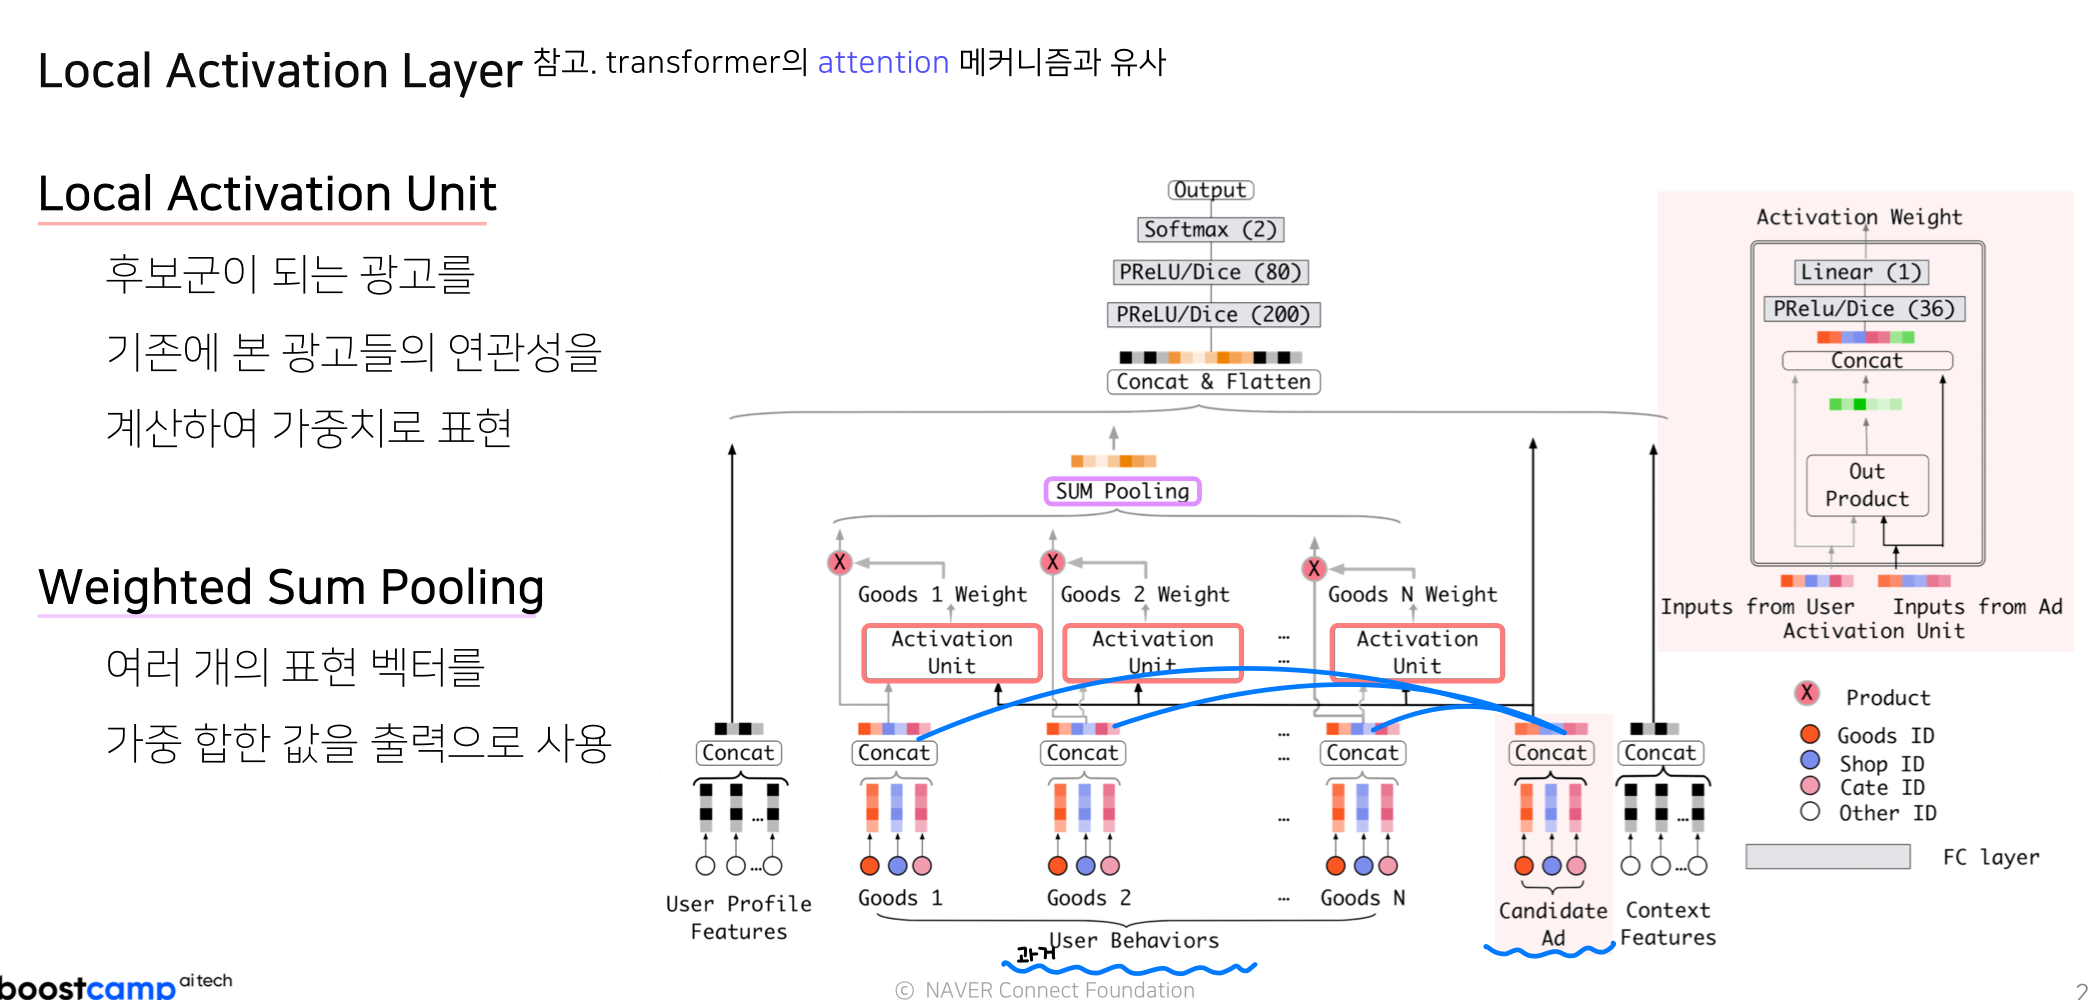 Local Activation Layer 참고. transformer의 attention 메커니즘과 유사
Local Activation Unit
후보군이 되는 광고를
기존에 본 광고들의 연관성을
계산하여 가중치로 표현
Weighted Sum Pooling
여러 개의 표현 벡터를
가중 합한 값을 출력으로 사용
Output
Softmax (2)
PReLU/Dice (80)
PReLU/Dice (200)
Concat & Flatten
SUM Pooling
X X X
Goods 1 Weight Goods 2 Weight Goods N Weight
Activation Unit
Activation Unit
...
...
Activation Unit
...
Concat Concat Concat ... Concat Concat Concat
... ... ...
... ...
User Profile Features
Goods 1 Goods 2 ... Goods N
Candidate Ad
Context Features
User Behaviors
과거
Activation Weight
Linear (1)
PRelu/Dice (36)
Concat
Out
Product
Inputs from User Inputs from Ad
Activation Unit
X Product
Goods ID
Shop ID
Cate ID
Other ID
FC layer
boostcamp ai tech
© NAVER Connect Foundation
2